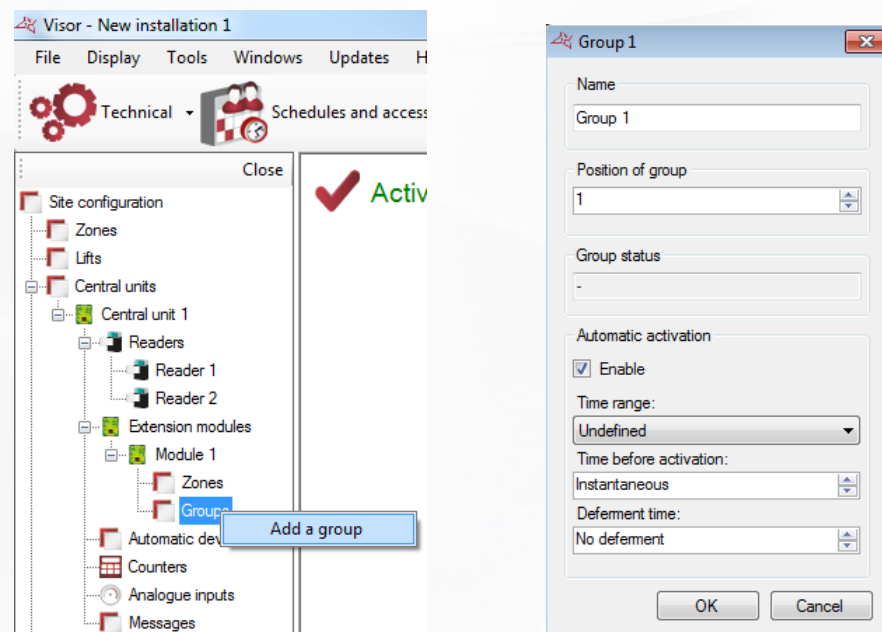 Visor - New installation 1
File Display Tools Windows Updates H
Technical Schedules and access
Close
Activ
Site configuration
Zones
Lifts
Central units
Central unit 1
Readers
Reader 1
Reader 2
Extension modules
Module 1
Zones
Groups
Add a group
Automatic dev
Counters
Analogue inputs
Messages
Group 1
Name
Group 1
Position of group
1
Group status
-
Automatic activation
Enable
Time range:
Undefined
Time before activation:
Instantaneous
Deferment time:
No deferment
OK Cancel